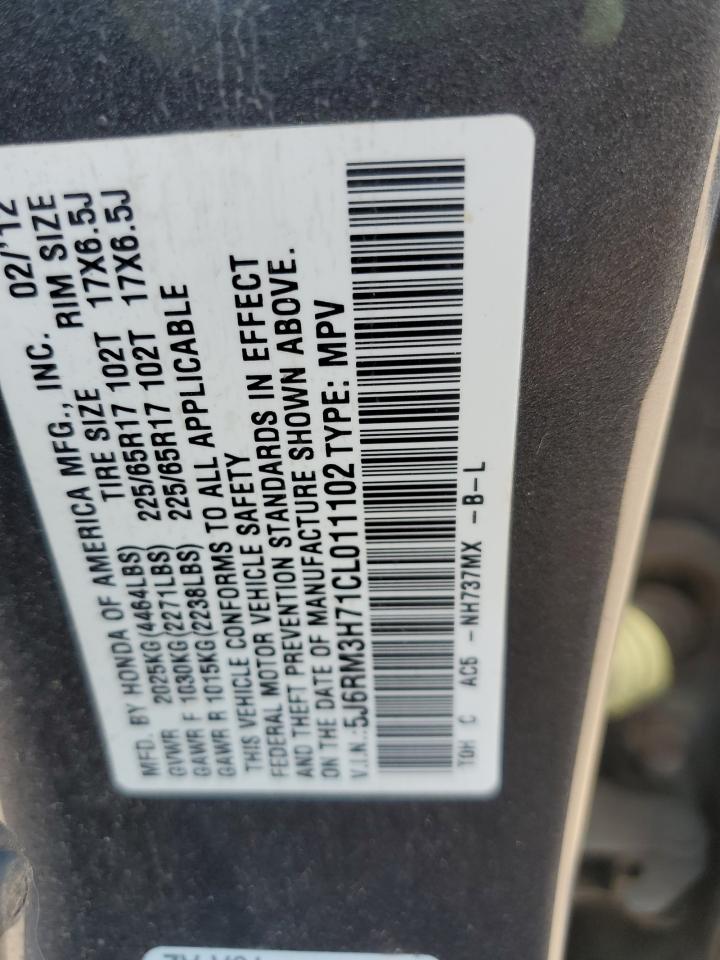 MFD. BY HONDA OF AMERICA MFG., INC. 02/'12
GVWR 2025KG(4464LBS) TIRE SIZE RIM SIZE
GAWR F 1030KG(2271LBS) 225/65R17 102T 17X6.5J
GAWR R 1015KG(2238LBS) 225/65R17 102T 17X6.5J
THIS VEHICLE CONFORMS TO ALL APPLICABLE
FEDERAL MOTOR VEHICLE SAFETY
AND THEFT PREVENTION STANDARDS IN EFFECT
ON THE DATE OF MANUFACTURE SHOWN ABOVE.
V.I.N.: 5J6RM3H71CL011102 TYPE: MPV
TOH C AC5 -NH737MX -B-L